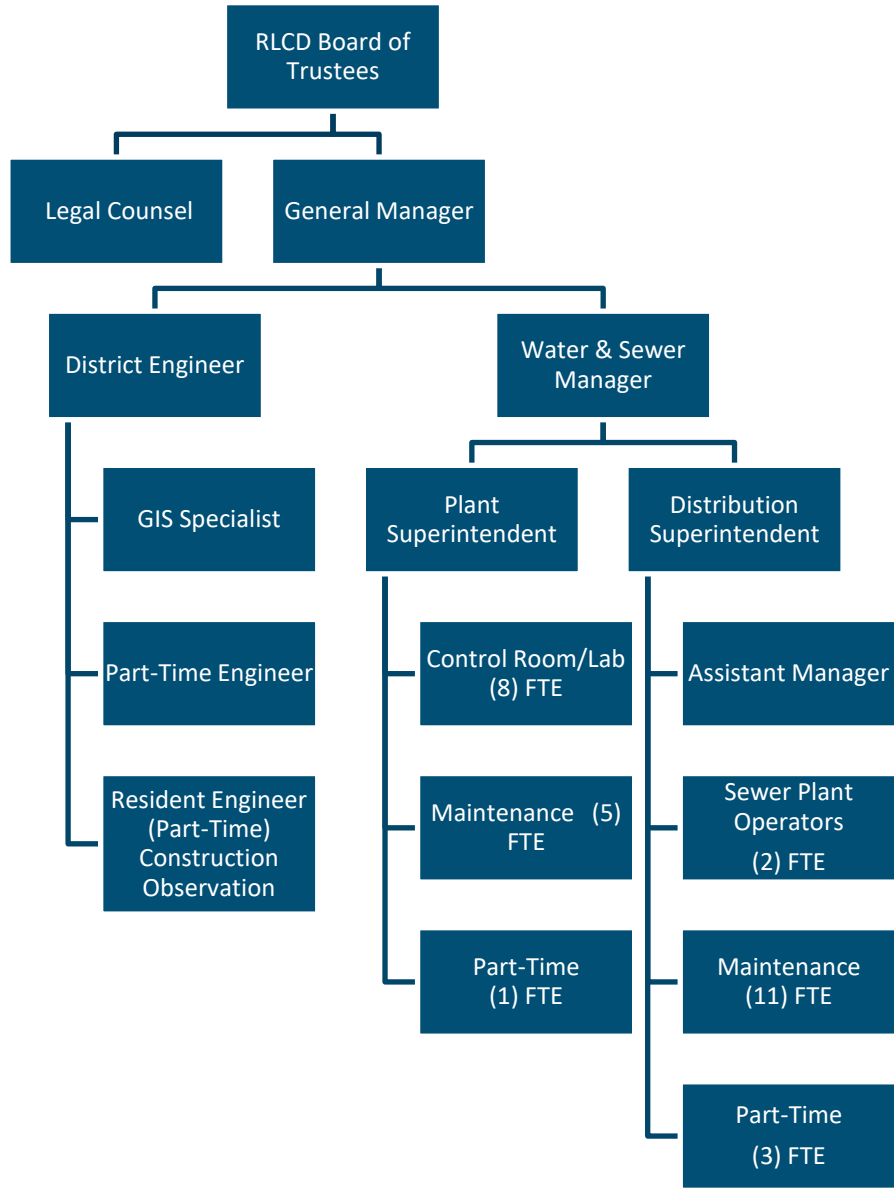 RLCD Board of
Trustees
Legal Counsel
General Manager
District Engineer
Water & Sewer
Manager
GIS Specialist
Part-Time Engineer
Resident Engineer
(Part-Time)
Construction
Observation
Plant
Superintendent
Control Room/Lab
(8) FTE
Maintenance (5)
FTE
Part-Time
(1) FTE
Distribution
Superintendent
Assistant Manager
Sewer Plant
Operators
(2) FTE
Maintenance
(11) FTE
Part-Time
(3) FTE